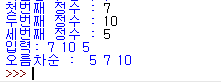 첫번째 정수 : 7
두번째 정수 : 10
세번째 정수 : 5
입력: 7 10 5
오름차순 :  5 7 10
>>>